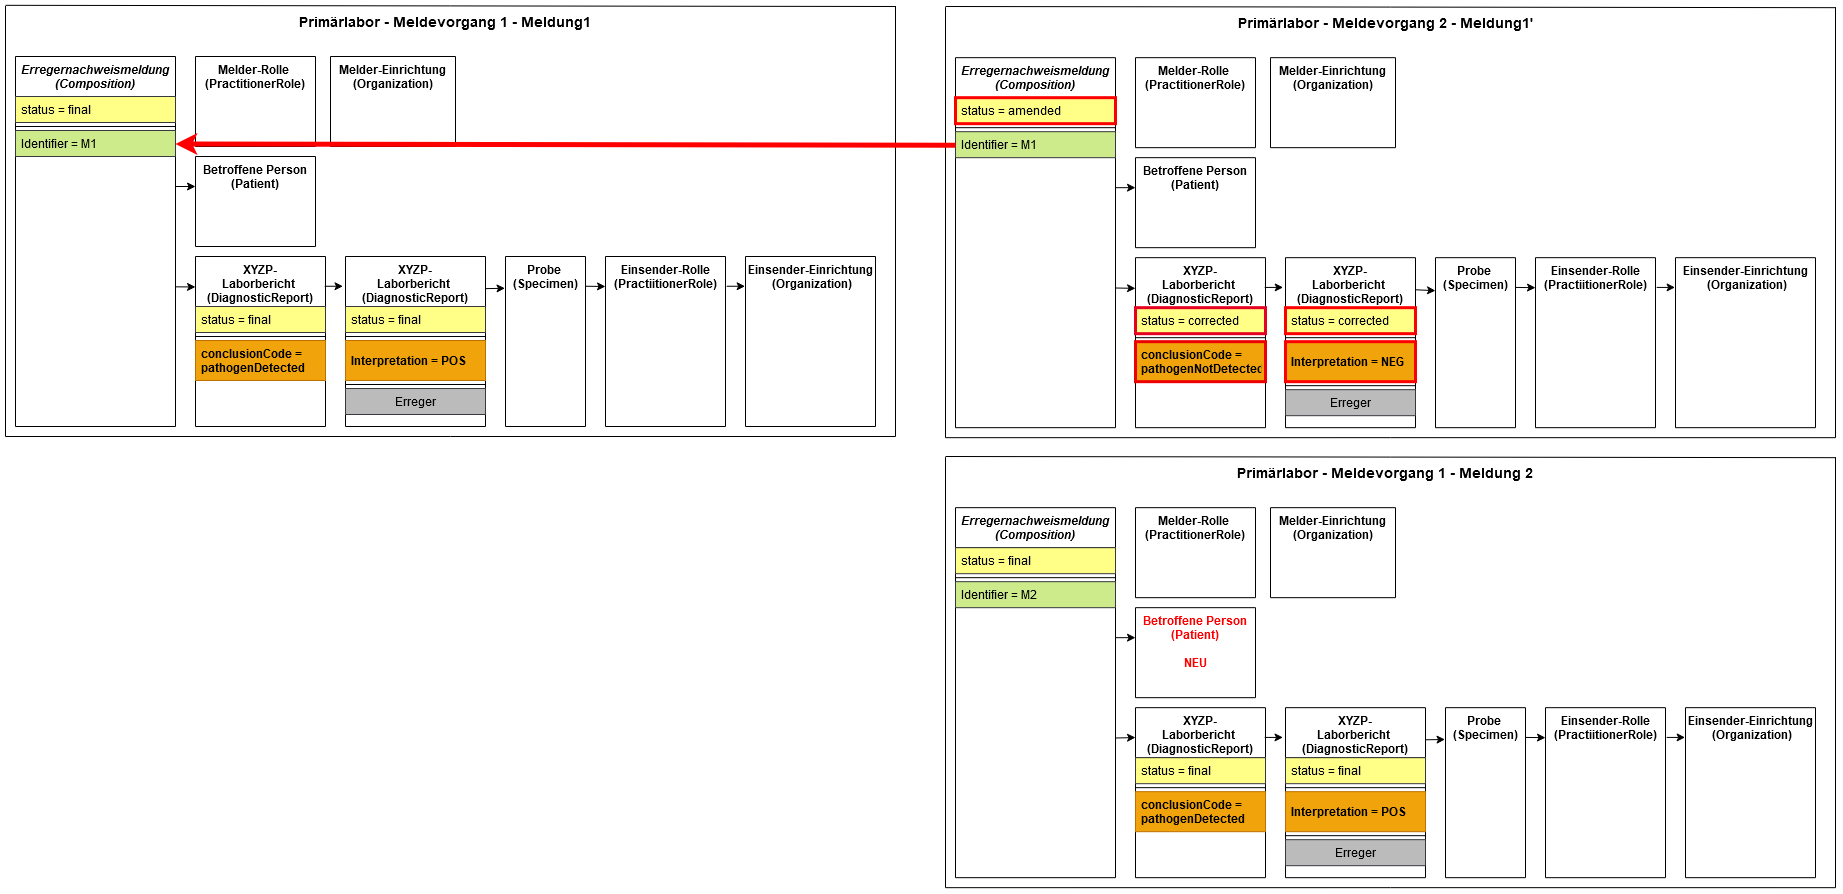 Primärlabor - Meldevorgang 1 - Meldung1
Erregernachweismeldung
(Composition)
status = final
Identifier = M1
Melder-Rolle
(PractitionerRole)
Melder-Einrichtung
(Organization)
Betroffene Person
(Patient)
XYZP-
Laborbericht
(DiagnosticReport)
status = final
conclusionCode =
pathogenDetected
XYZP-
Laborbericht
(DiagnosticReport)
status = final
Interpretation = POS
Erreger
Probe
(Specimen)
Einsender-Rolle
(PractiitionerRole)
Einsender-Einrichtung
(Organization)
Primärlabor - Meldevorgang 2 - Meldung1'
Erregernachweismeldung
(Composition)
status = amended
Identifier = M1
Melder-Rolle
(PractitionerRole)
Melder-Einrichtung
(Organization)
Betroffene Person
(Patient)
XYZP-
Laborbericht
(DiagnosticReport)
status = corrected
conclusionCode =
pathogenNotDetected
XYZP-
Laborbericht
(DiagnosticReport)
status = corrected
Interpretation = NEG
Erreger
Probe
(Specimen)
Einsender-Rolle
(PractiitionerRole)
Einsender-Einrichtung
(Organization)
Primärlabor - Meldevorgang 1 - Meldung 2
Erregernachweismeldung
(Composition)
status = final
Identifier = M2
Melder-Rolle
(PractitionerRole)
Melder-Einrichtung
(Organization)
Betroffene Person
(Patient)
NEU
XYZP-
Laborbericht
(DiagnosticReport)
status = final
conclusionCode =
pathogenDetected
XYZP-
Laborbericht
(DiagnosticReport)
status = final
Interpretation = POS
Erreger
Probe
(Specimen)
Einsender-Rolle
(PractiitionerRole)
Einsender-Einrichtung
(Organization)